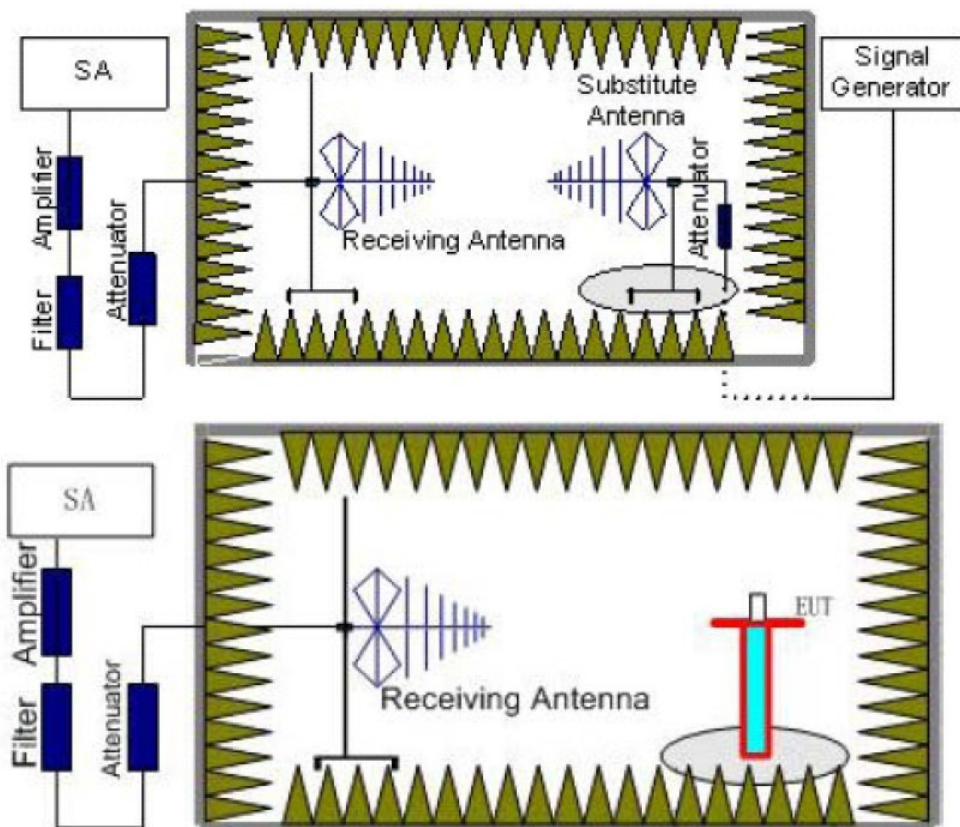 SA
Signal
Generator
Substitute
Antenna
Amplifier
Attenuator
Attenuator
Receiving Antenna
Filter
SA
Amplifier
EUT
Receiving Antenna
Filter
Attenuator